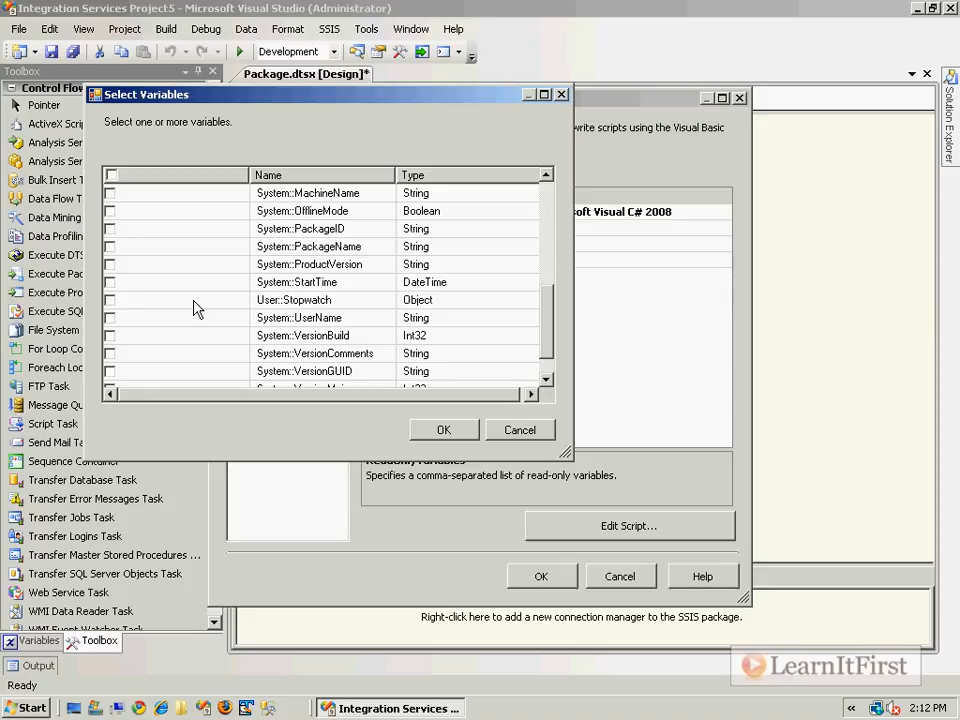 Integration Services Project5 - Microsoft Visual Studio (Administrator)
File Edit View Project Build Debug Data Format SSIS Tools Window Help
Development
Toolbox
Package.dtsx [Design]*
Control Flow
Pointer
ActiveX Scri
Analysis Ser
Analysis Ser
Bulk Insert T
Data Flow T
Data Mining
Data Profilin
Execute DTS
Execute Pac
Execute Pro
Execute SQL
File System
For Loop Co
Foreach Loo
FTP Task
Message Qu
Script Task
Send Mail Ta
Sequence Container
Transfer Database Task
Transfer Error Messages Task
Transfer Jobs Task
Transfer Logins Task
Transfer Master Stored Procedures ...
Transfer SQL Server Objects Task
Web Service Task
WMI Data Reader Task
WMI Event Watcher Task
Variables Toolbox
Output
Ready
Select Variables
Select one or more variables.
Name Type
System::MachineName String
System::OfflineMode Boolean
System::PackageID String
System::PackageName String
System::ProductVersion String
System::StartTime DateTime
User::Stopwatch Object
System::UserName String
System::VersionBuild Int32
System::VersionComments String
System::VersionGUID String
OK Cancel
write scripts using the Visual Basic
soft Visual C# 2008
ReadOnlyVariables
Specifies a comma-separated list of read-only variables.
Edit Script...
OK Cancel Help
Right-click here to add a new connection manager to the SSIS package.
Solution Explorer
LearnItFirst
Start
Integration Services ...
« 2:12 PM